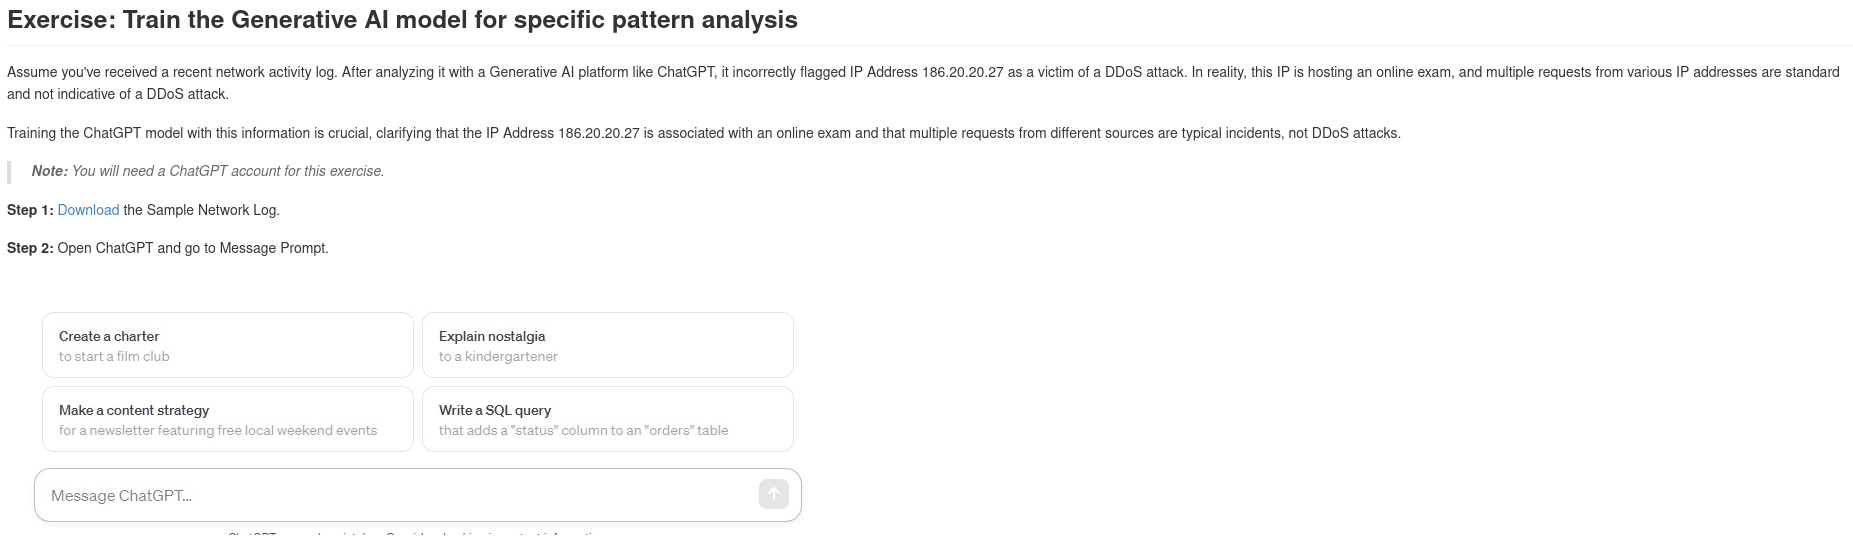 Exercise: Train the Generative AI model for specific pattern analysis
Assume you've received a recent network activity log. After analyzing it with a Generative AI platform like ChatGPT, it incorrectly flagged IP Address 186.20.20.27 as a victim of a DDoS attack. In reality, this IP is hosting an online exam, and multiple requests from various IP addresses are standard
and not indicative of a DDoS attack.
Training the ChatGPT model with this information is crucial, clarifying that the IP Address 186.20.20.27 is associated with an online exam and that multiple requests from different sources are typical incidents, not DDoS attacks.
Note: You will need a ChatGPT account for this exercise.
Step 1: Download the Sample Network Log.
Step 2: Open ChatGPT and go to Message Prompt.
Create a charter
to start a film club
Explain nostalgia
to a kindergartener
Make a content strategy
for a newsletter featuring free local weekend events
Write a SQL query
that adds a "status" column to an "orders" table
Message ChatGPT...